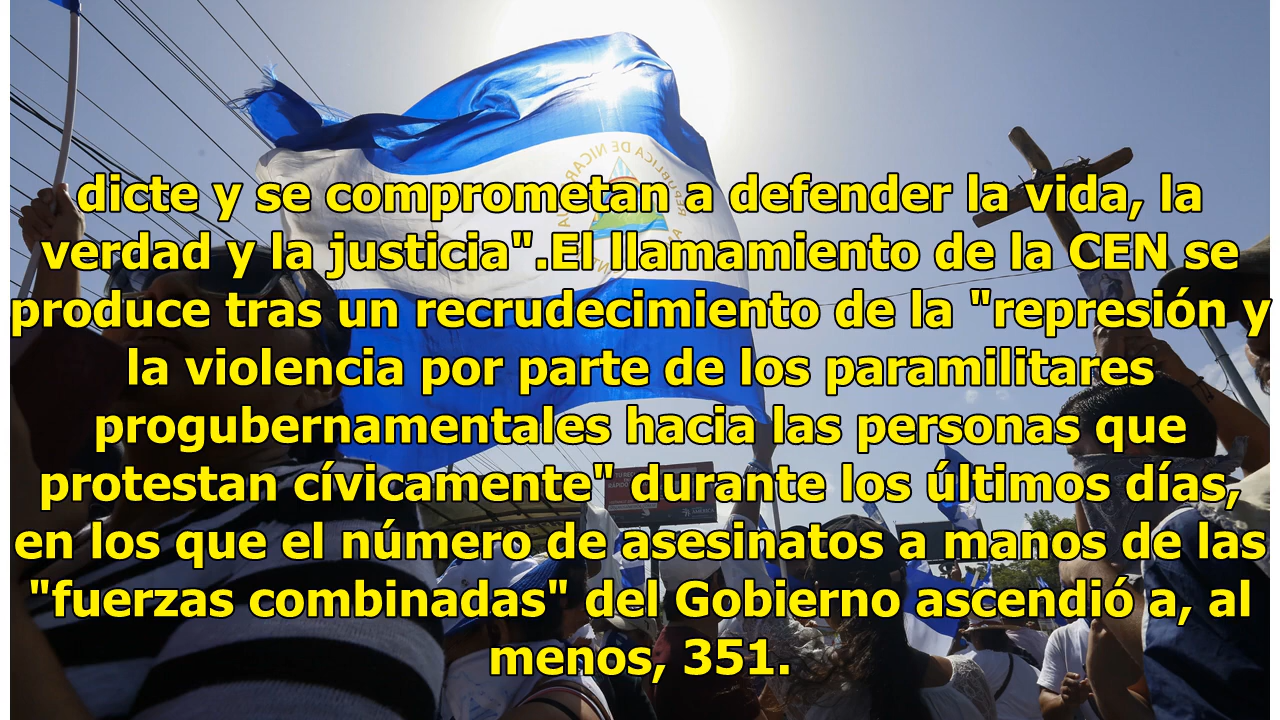 dicte y se comprometan a defender la vida, la
verdad y la justicia".El llamamiento de la CEN se
produce tras un recrudecimiento de la "represión y
la violencia por parte de los paramilitares
progubernamentales hacia las personas que
protestan cívicamente" durante los últimos días,
en los que el número de asesinatos a manos de las
"fuerzas combinadas" del Gobierno ascendió a, al
menos, 351.